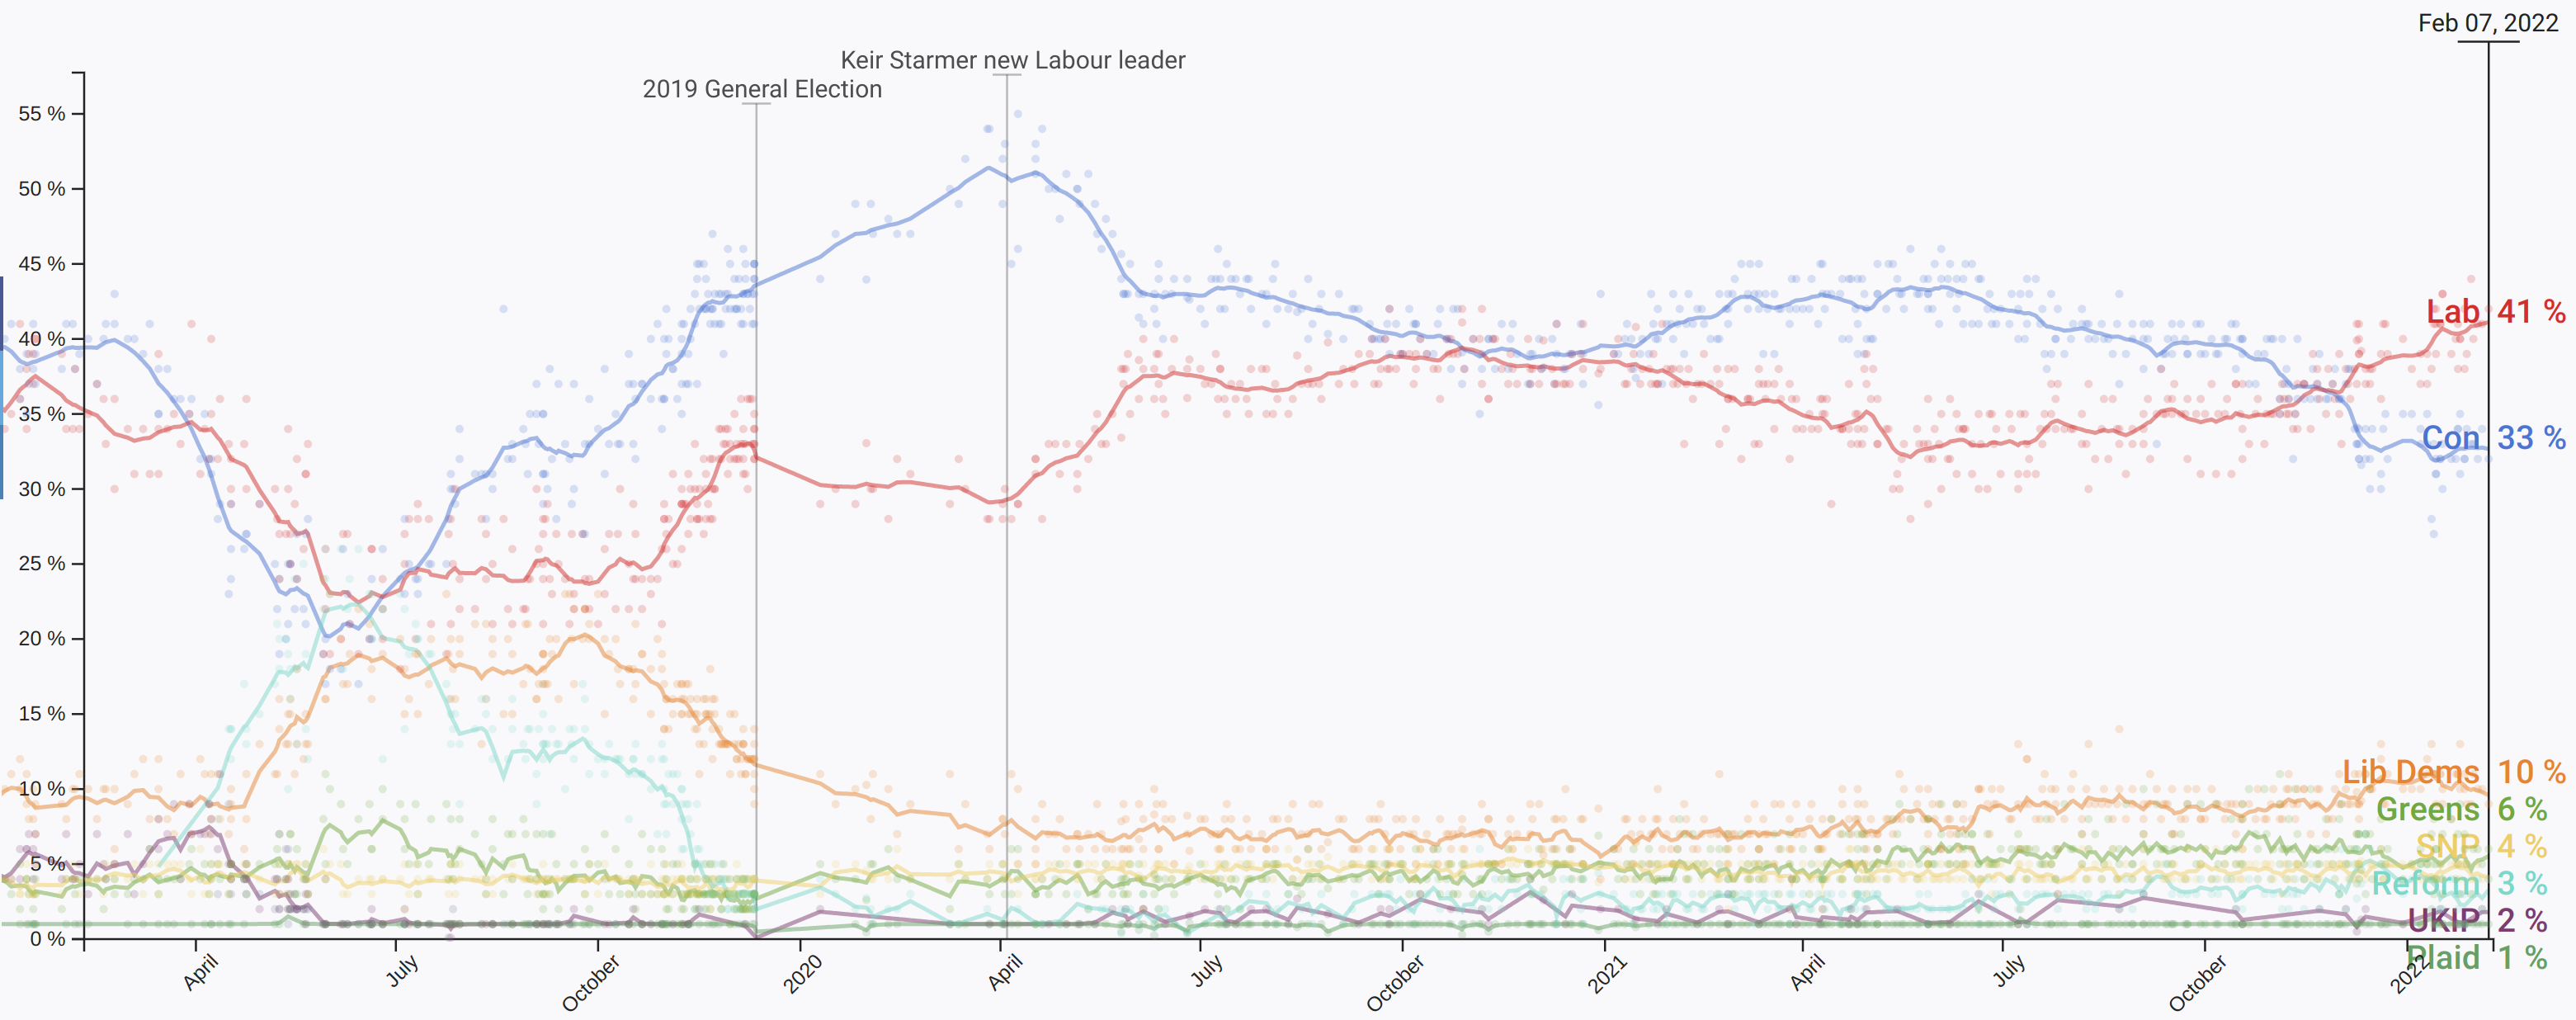 Feb 07, 2022
Keir Starmer new Labour leader
2019 General Election
55 %
50 %
45 %
40 %
35 %
30 %
25 %
20 %
15 %
10 %
5 %
0 %
Lab 41 %
Con 33 %
Lib Dems 10 %
Greens 6 %
SNP 4 %
Reform 3 %
UKIP 2 %
Plaid 1 %
April July October 2020 April July October 2021 April July October 2022